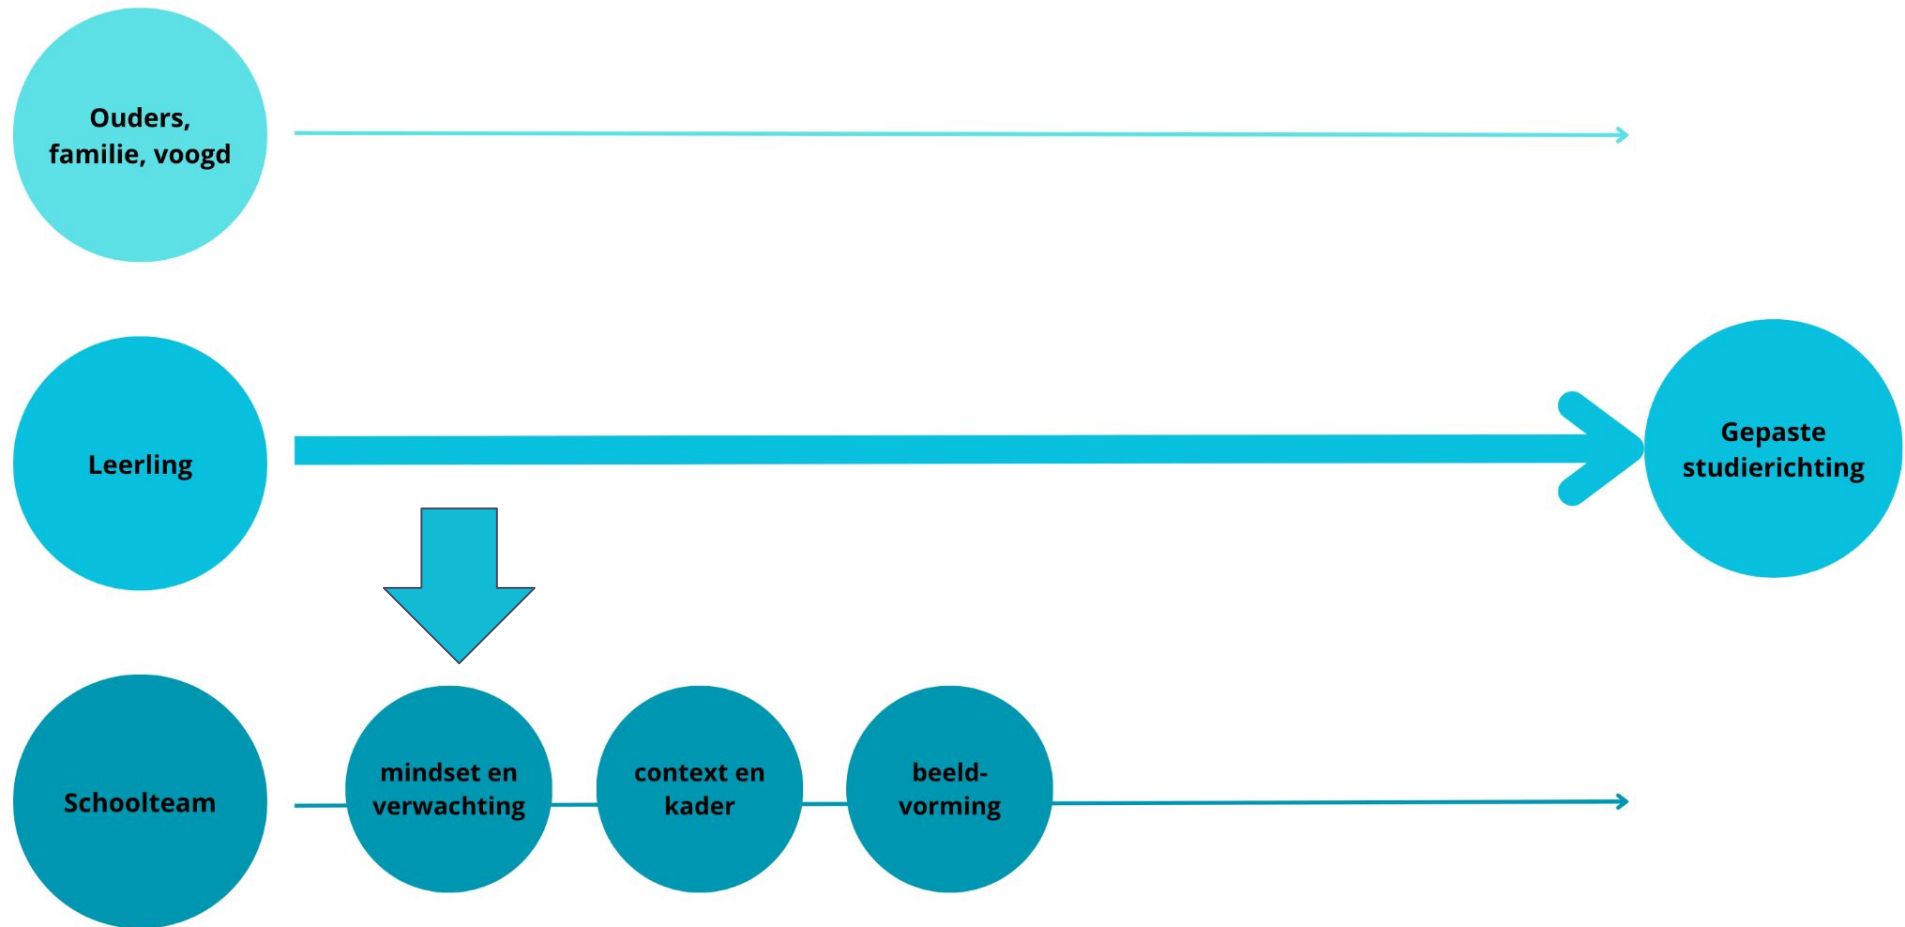 Ouders,
familie, voogd
Leerling
Gepaste
studierichting
Schoolteam
mindset en
verwachting
context en
kader
beeld-
vorming